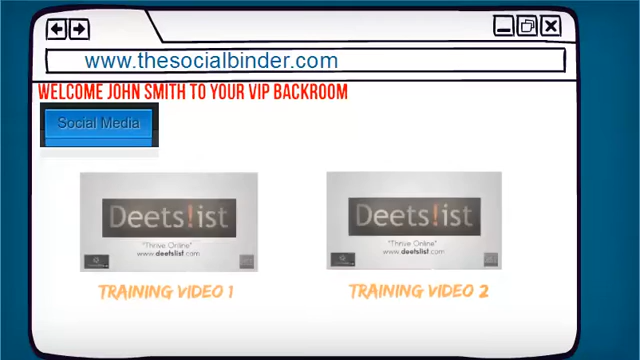 www.thesocialbinder.com
WELCOME JOHN SMITH TO YOUR VIP BACKROOM
Social Media
Deets!ist
"Thrive Online"
www.deetslist.com
TRAINING VIDEO 1
Deets!ist
"Thrive Online"
www.deetslist.com
TRAINING VIDEO 2